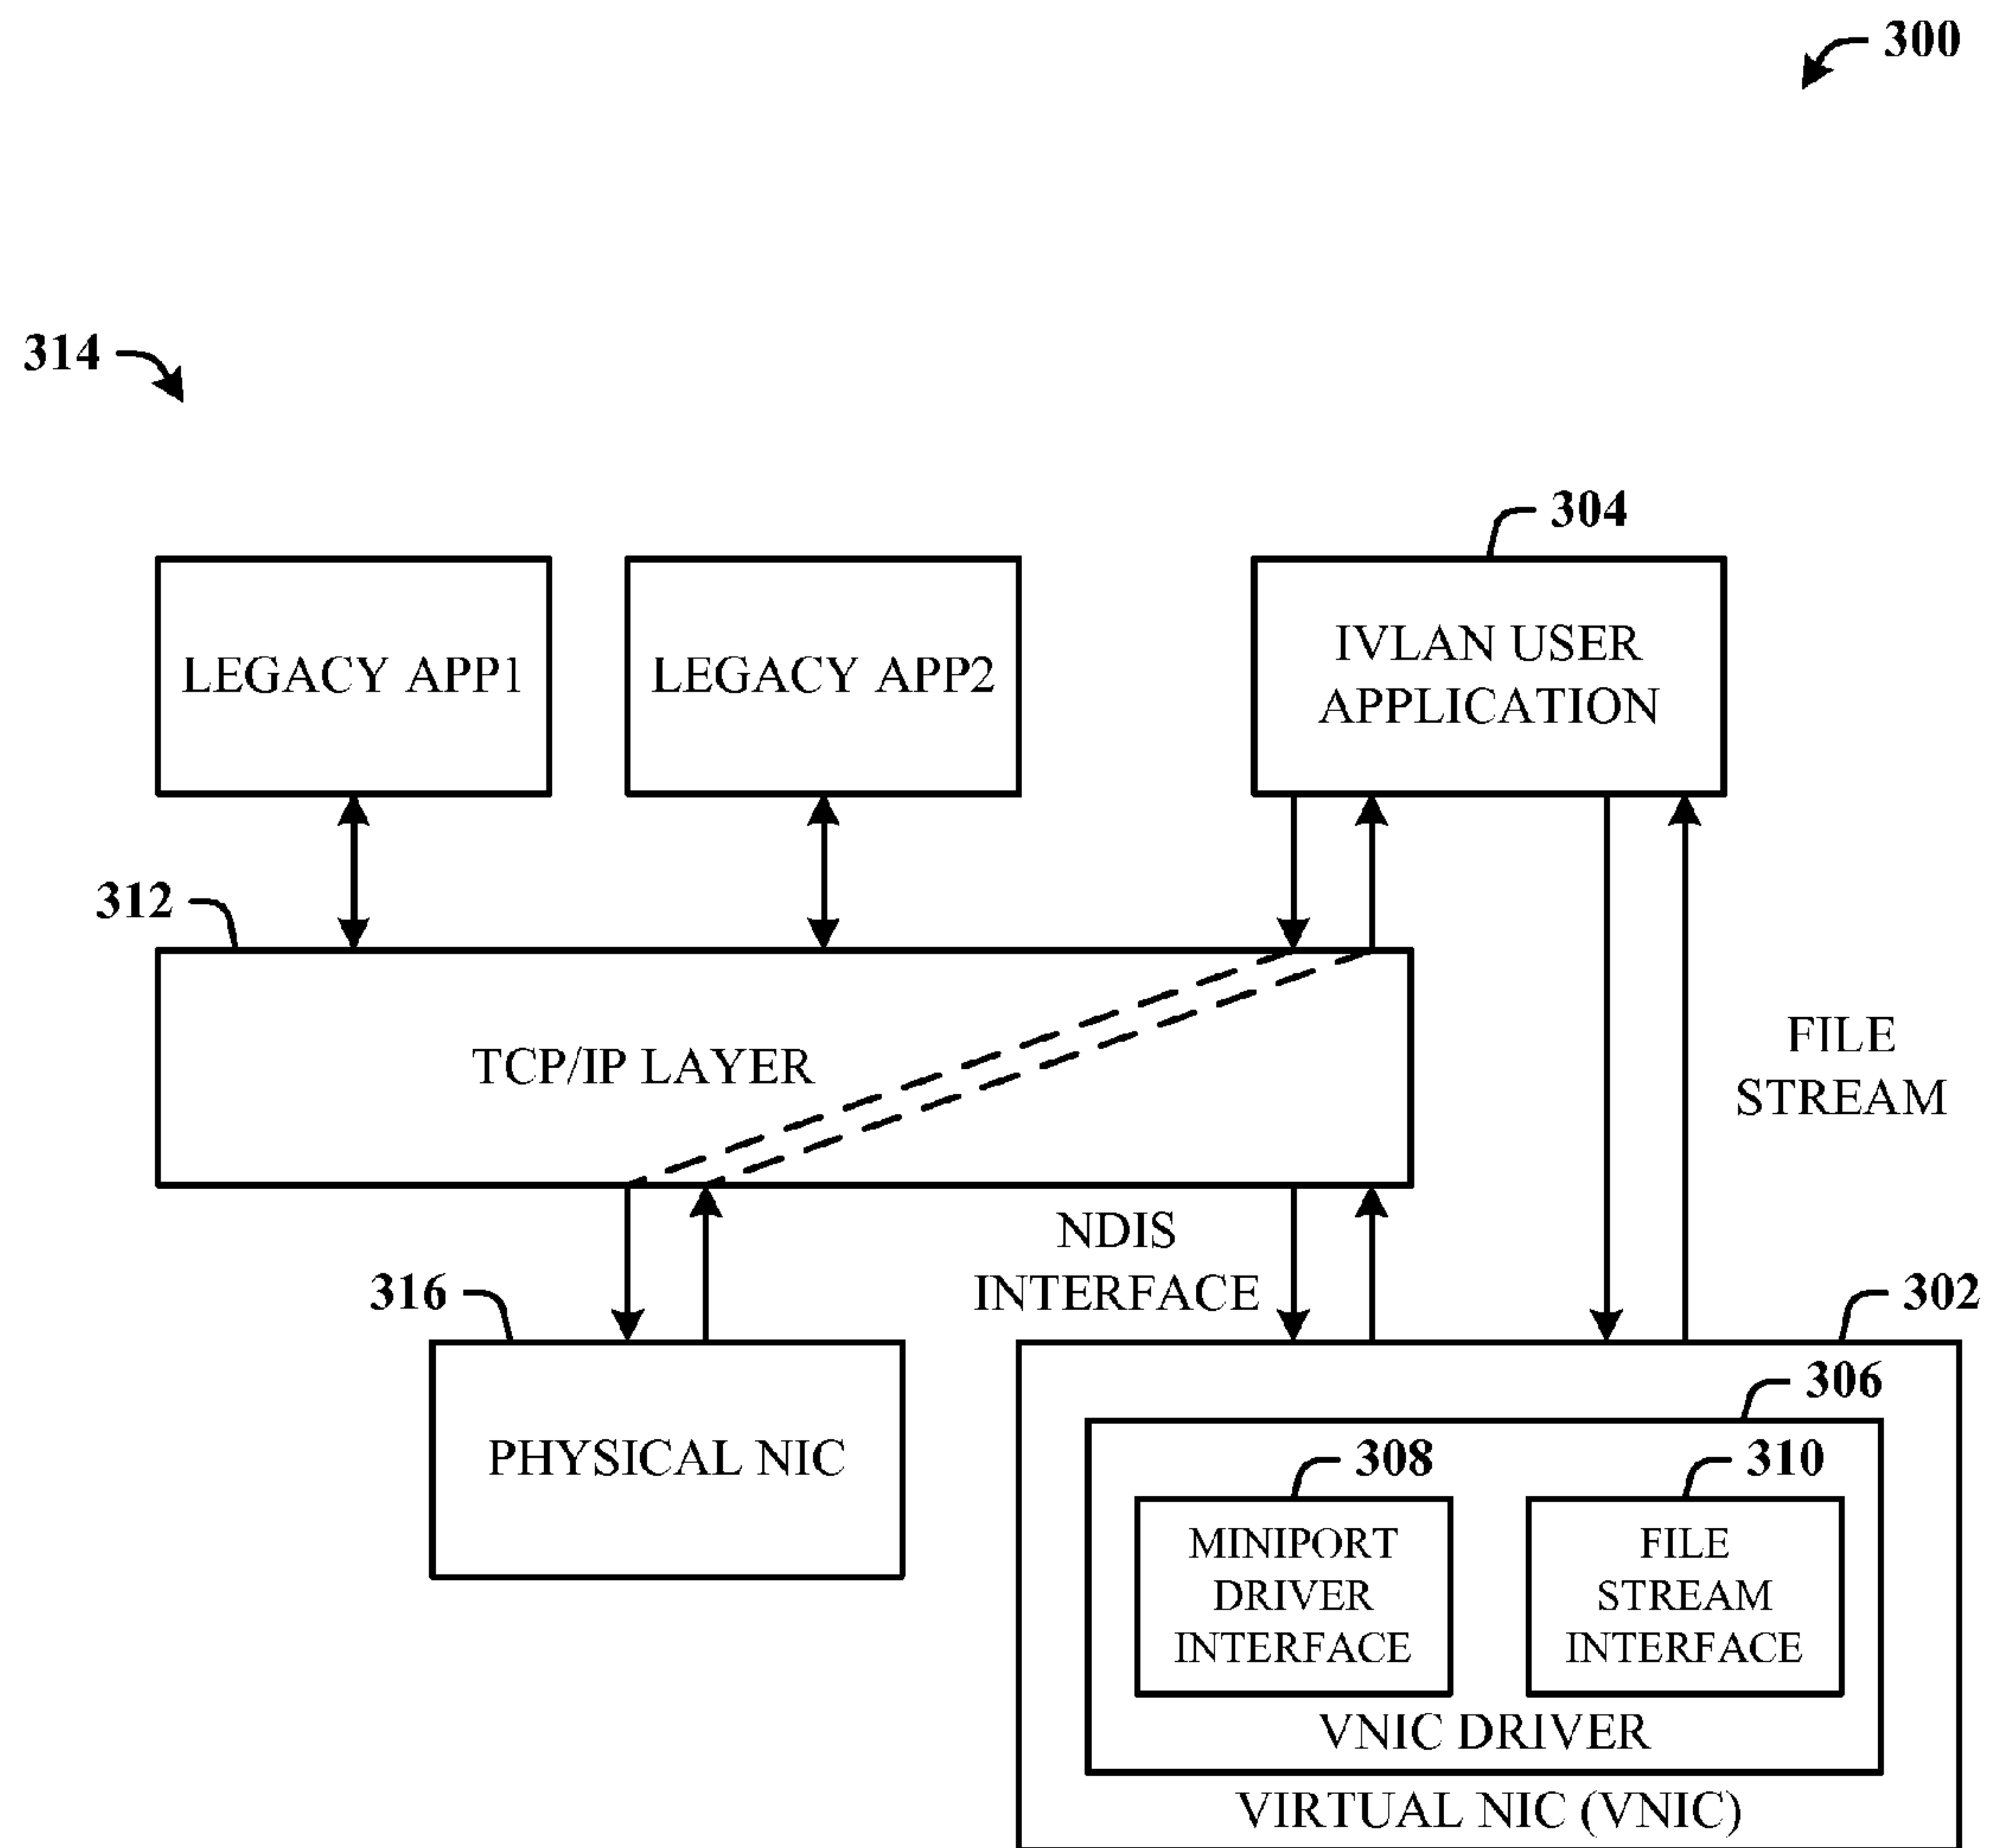 300
314
304
LEGACY APP1
LEGACY APP2
IVLAN USER
APPLICATION
312
TCP/IP LAYER
FILE
STREAM
NDIS
INTERFACE
316
302
PHYSICAL NIC
306
308
310
MINIPORT
DRIVER
INTERFACE
FILE
STREAM
INTERFACE
VNIC DRIVER
VIRTUAL NIC (VNIC)